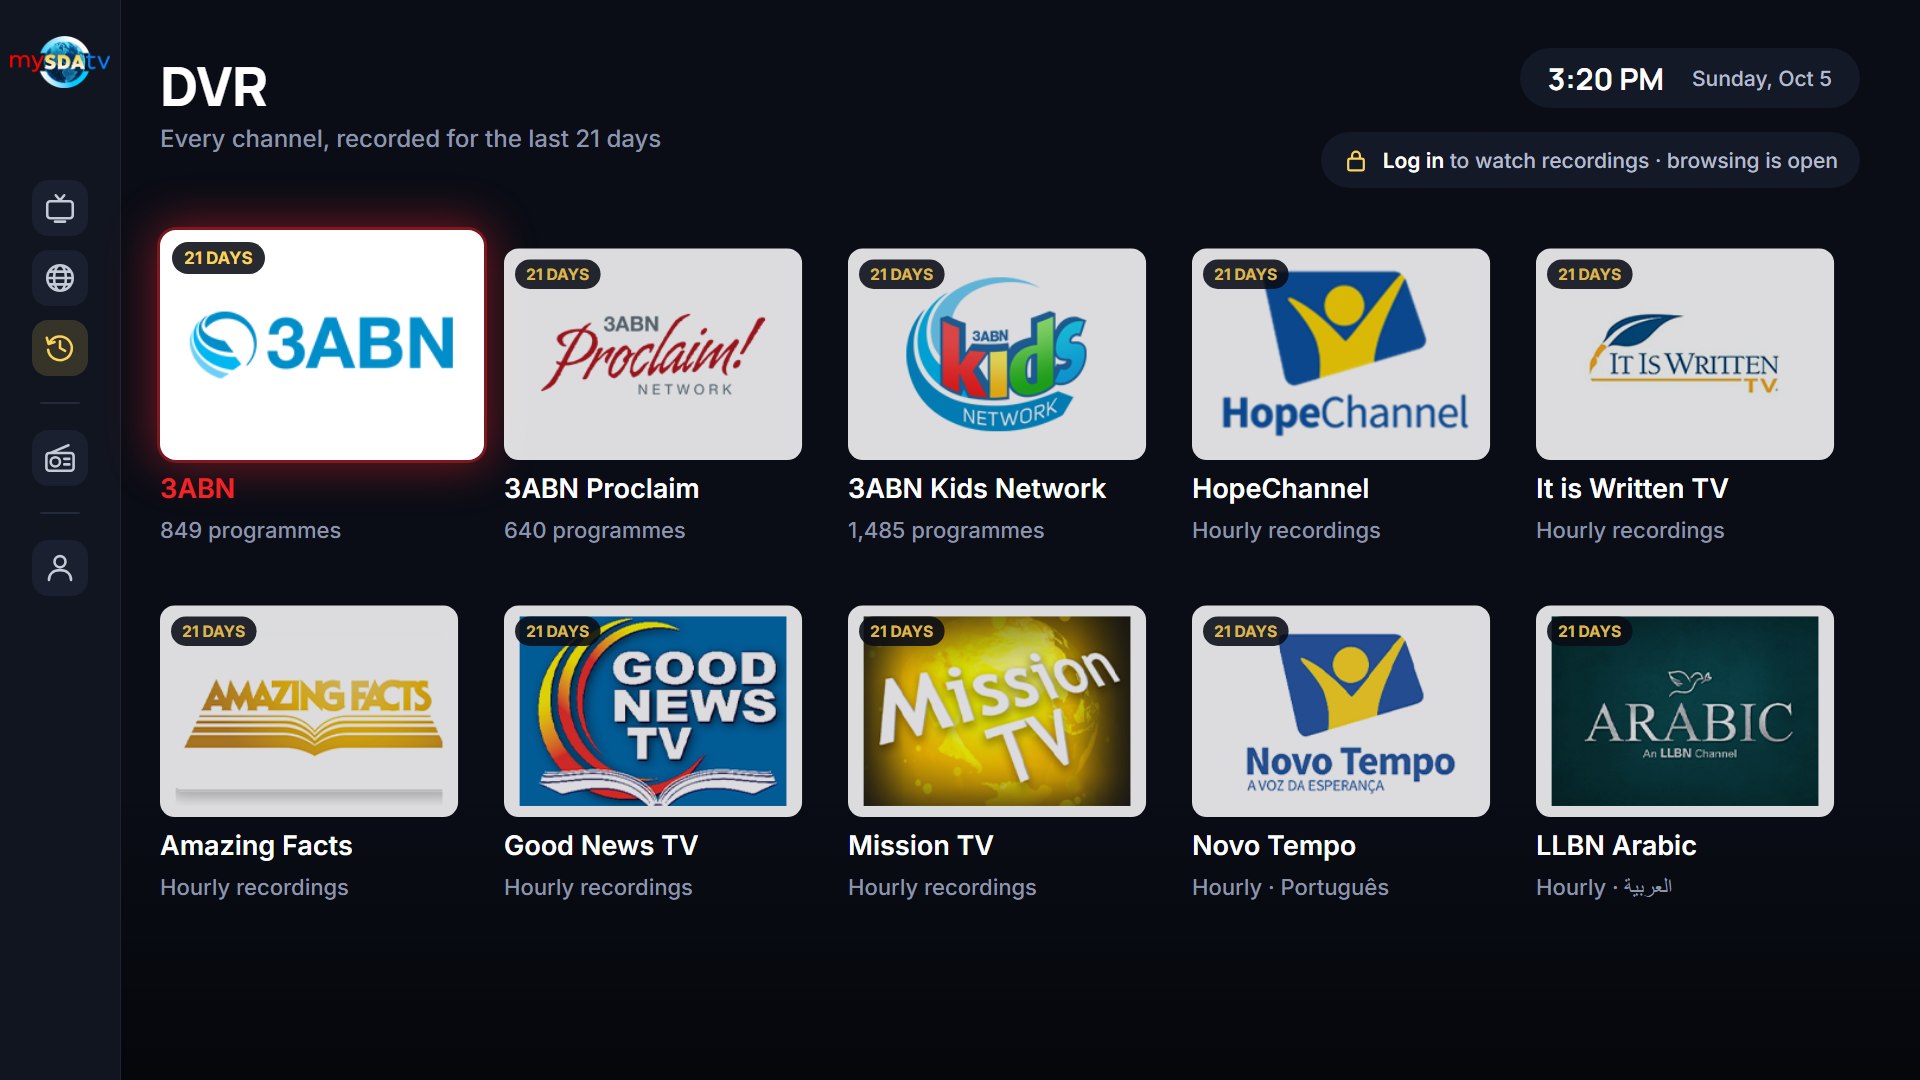 mySDAtv
DVR
Every channel, recorded for the last 21 days
3:20 PM Sunday, Oct 5
Log in to watch recordings · browsing is open
21 DAYS
3ABN
3ABN
849 programmes
21 DAYS
3ABN
Proclaim!
NETWORK
3ABN Proclaim
640 programmes
21 DAYS
3ABN
kids
NETWORK
3ABN Kids Network
1,485 programmes
21 DAYS
HopeChannel
HopeChannel
Hourly recordings
21 DAYS
IT IS WRITTEN
TV
It is Written TV
Hourly recordings
21 DAYS
AMAZING FACTS
Amazing Facts
Hourly recordings
21 DAYS
GOOD
NEWS
TV
Good News TV
Hourly recordings
21 DAYS
Mission
TV
Mission TV
Hourly recordings
21 DAYS
Novo Tempo
A VOZ DA ESPERANÇA
Novo Tempo
Hourly · Português
21 DAYS
ARABIC
An LLBN Channel
LLBN Arabic
Hourly · العربية